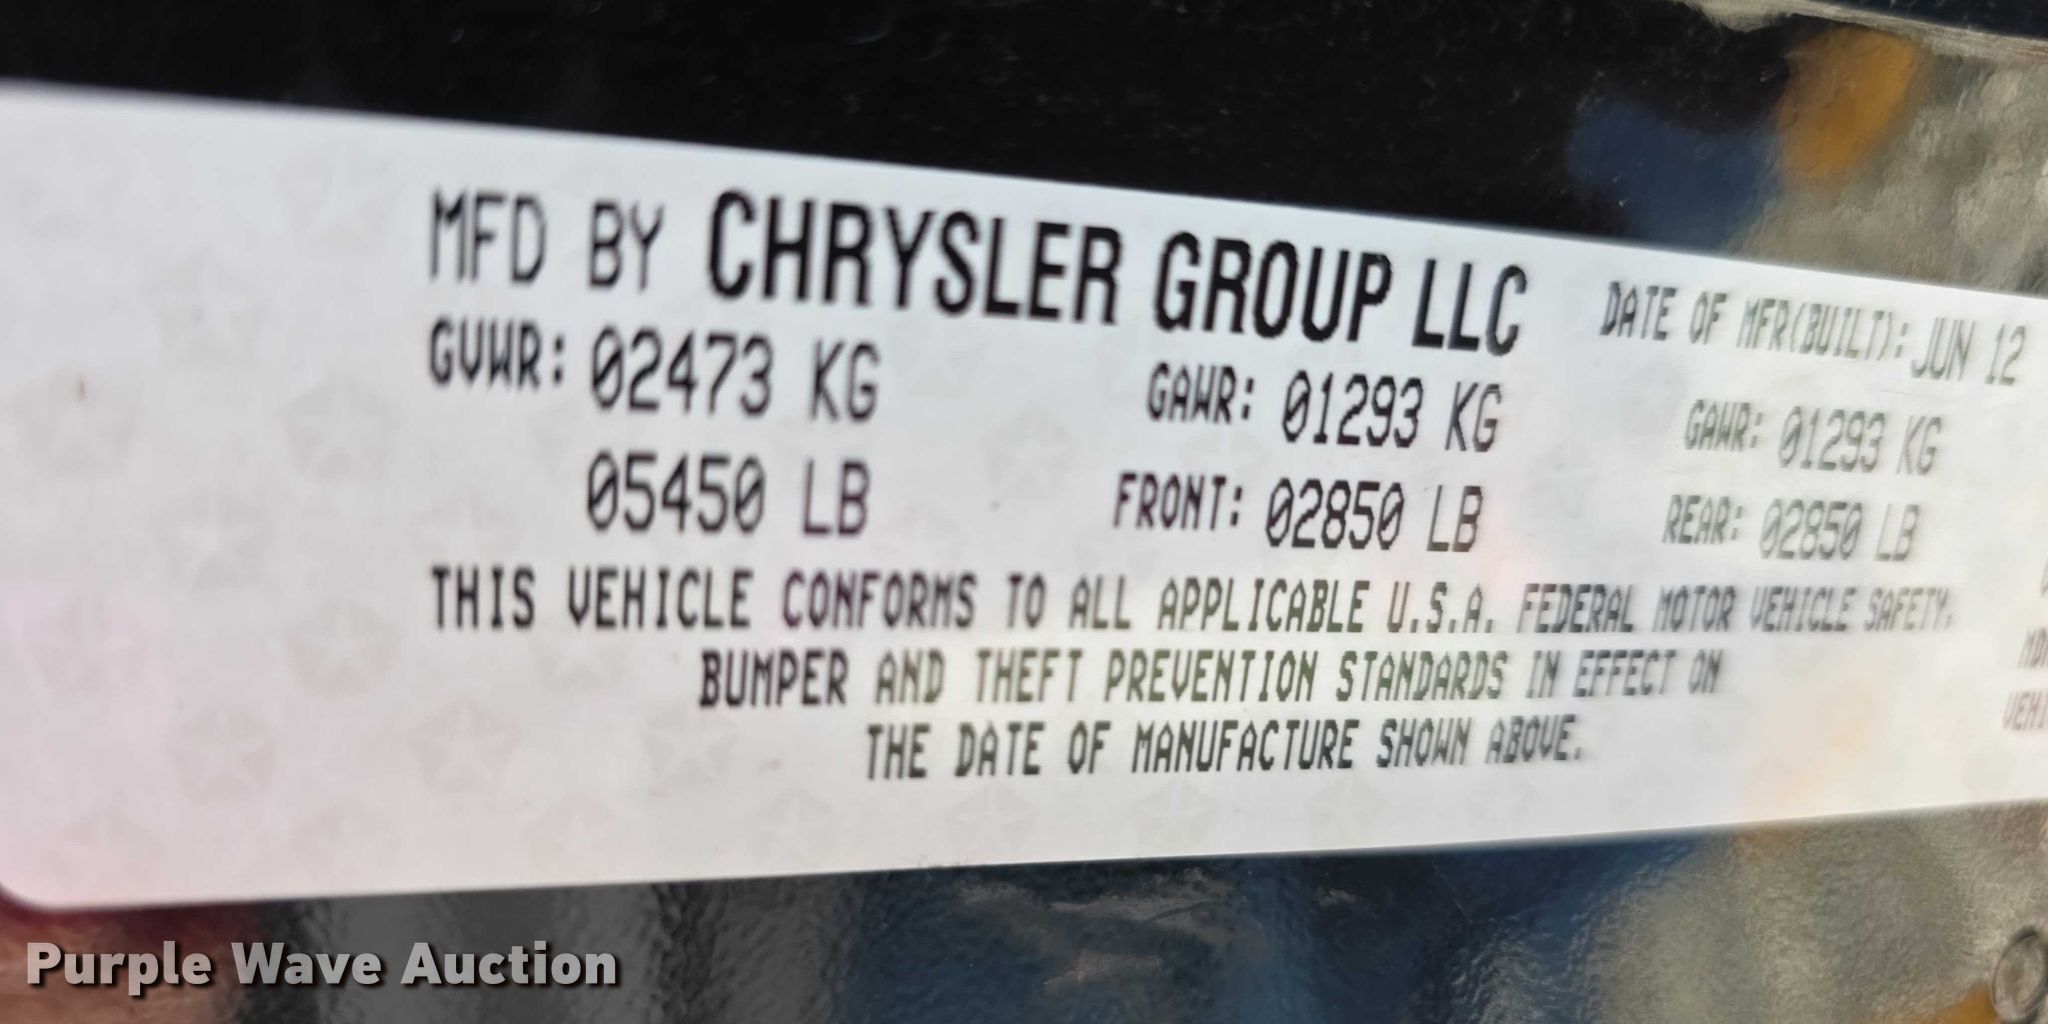 MFD BY CHRYSLER GROUP LLC DATE OF MFR(BUILT): JUN 12
GVWR: 02473 KG GAWR: 01293 KG GAWR: 01293 KG
05450 LB FRONT: 02850 LB REAR: 02850 LB
THIS VEHICLE CONFORMS TO ALL APPLICABLE U.S.A. FEDERAL MOTOR VEHICLE SAFETY,
BUMPER AND THEFT PREVENTION STANDARDS IN EFFECT ON
THE DATE OF MANUFACTURE SHOWN ABOVE.
Purple Wave Auction